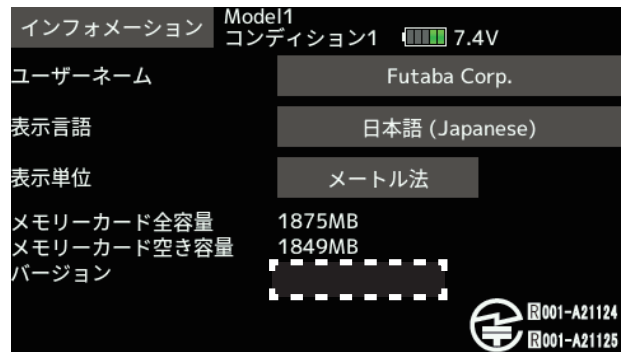 インフォメーション
Model1
コンディション1 7.4V
ユーザーネーム Futaba Corp.
表示言語 日本語 (Japanese)
表示単位 メートル法
メモリーカード全容量 1875MB
メモリーカード空き容量 1849MB
バージョン
R001-A21124
R001-A21125